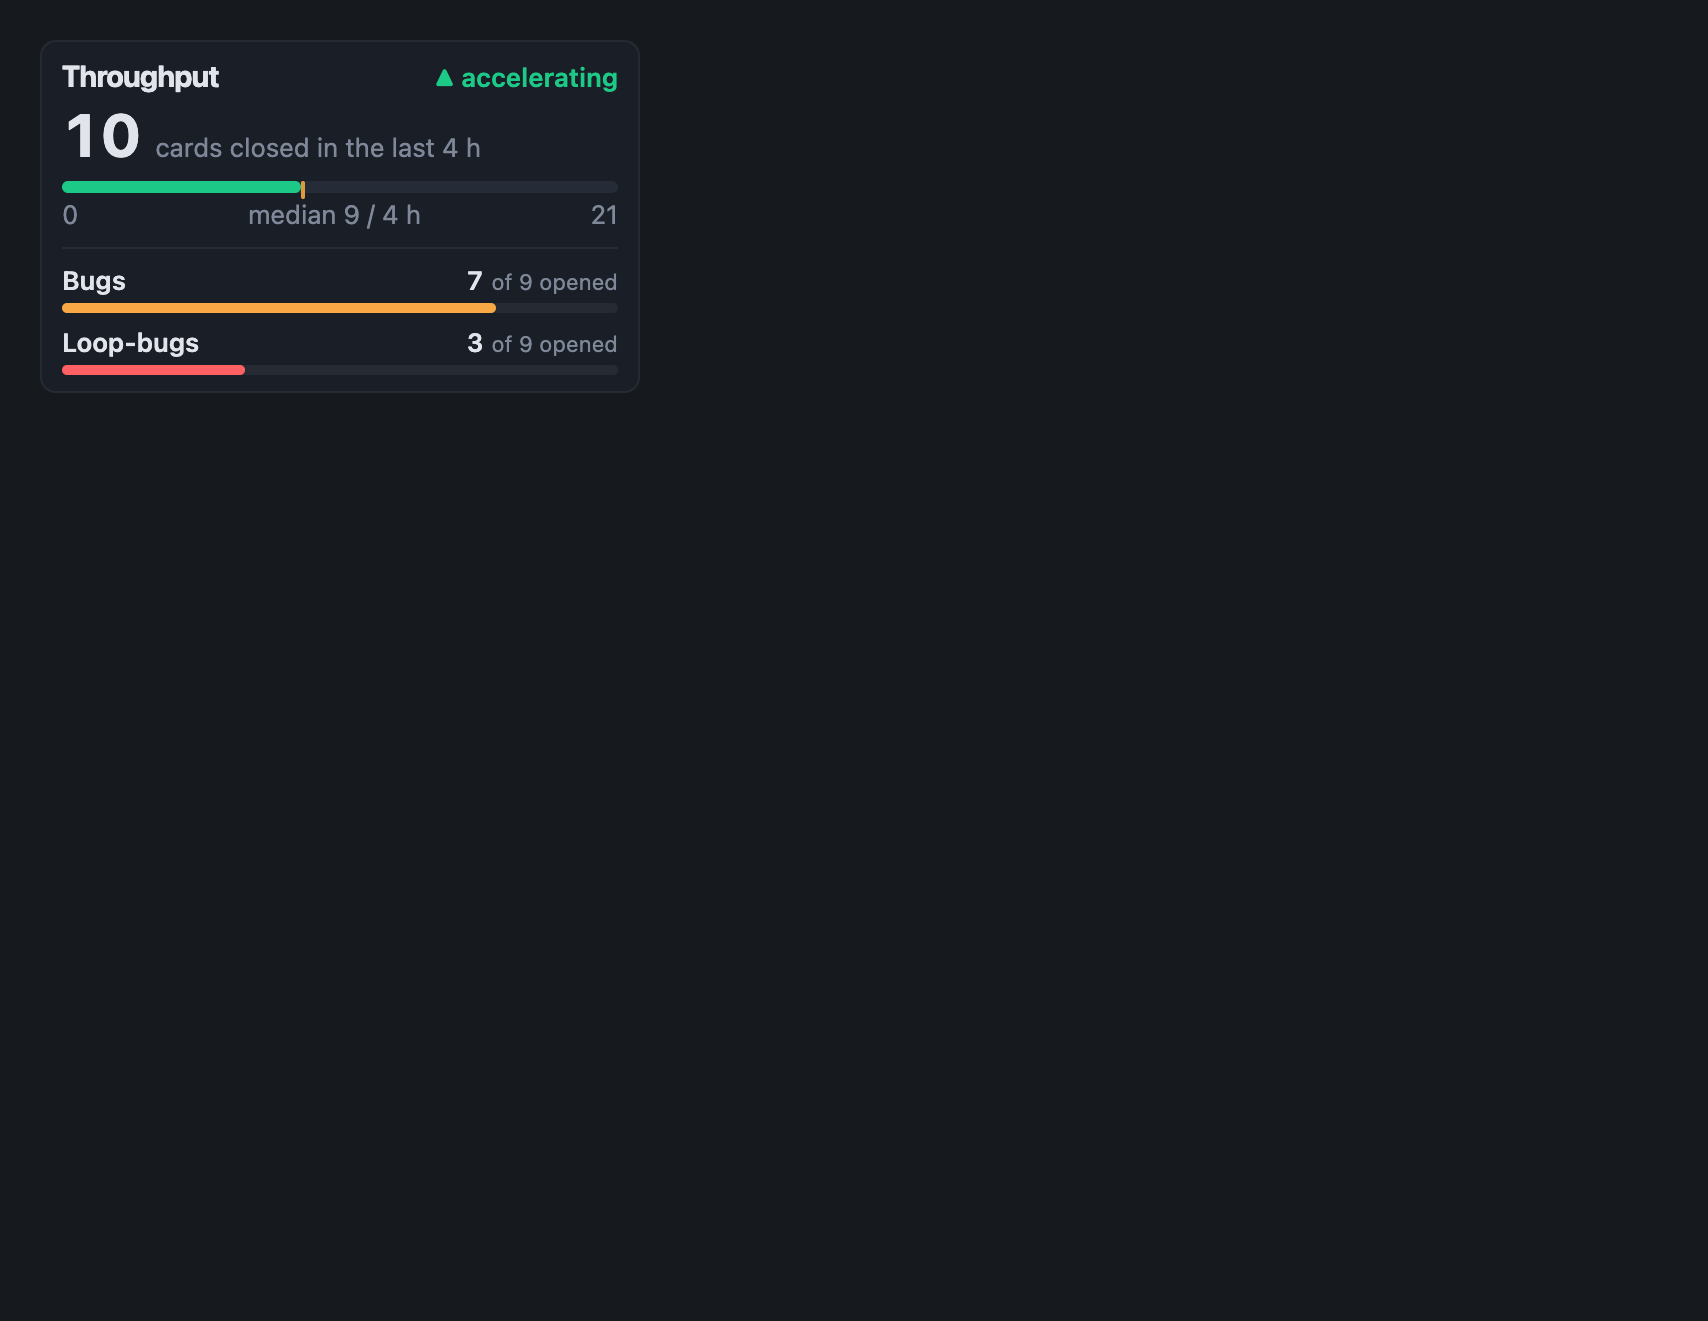 Throughput ▲ accelerating
10 cards closed in the last 4 h
0 median 9 / 4 h 21
Bugs 7 of 9 opened
Loop-bugs 3 of 9 opened